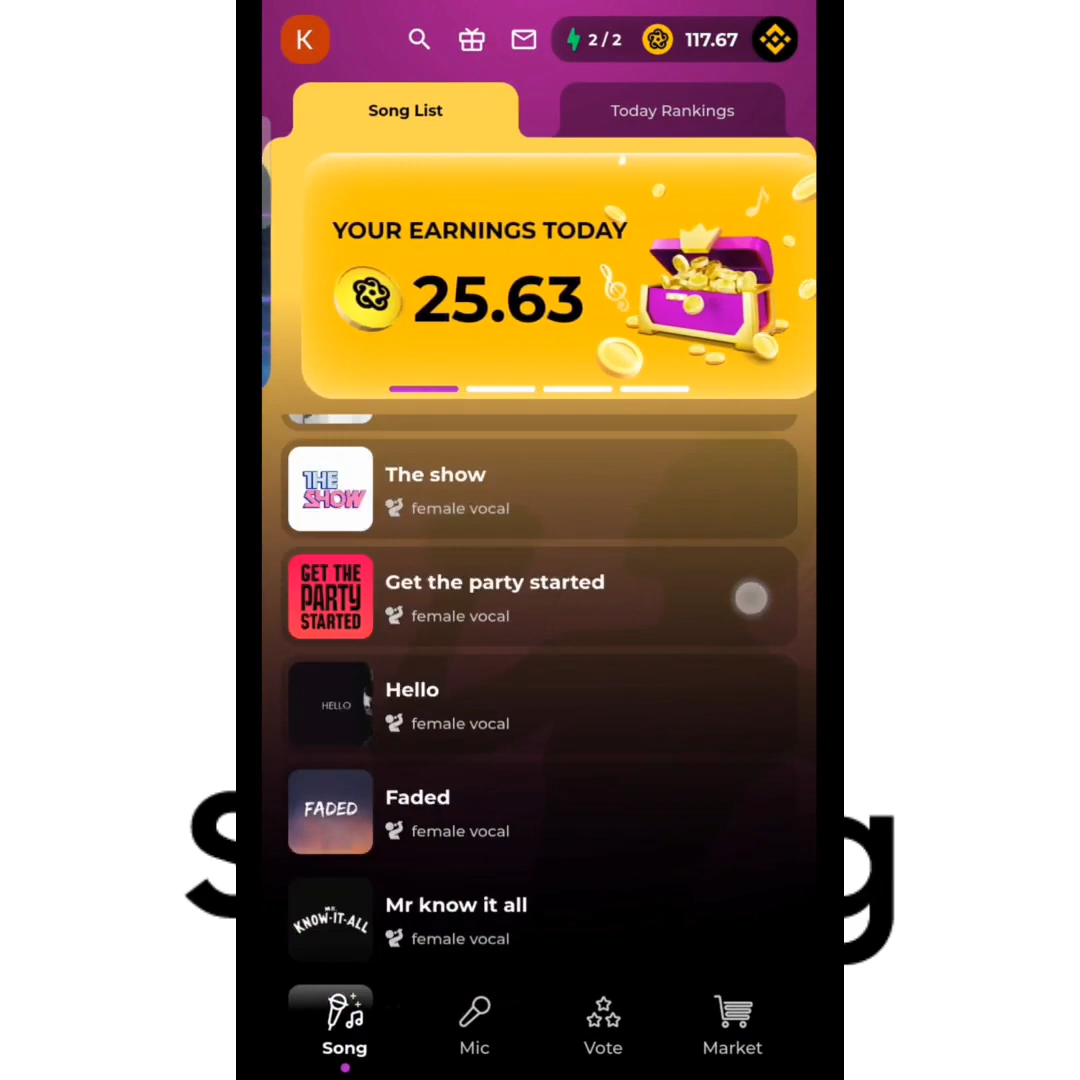 K
2 / 2
117.67
Song List
Today Rankings
YOUR EARNINGS TODAY
25.63
THE
SHOW
The show
female vocal
GET THE
PARTY
STARTED
Get the party started
female vocal
HELLO
Hello
female vocal
FADED
Faded
female vocal
MR.
KNOW-IT-ALL
Mr know it all
female vocal
S
g
Song
Mic
Vote
Market